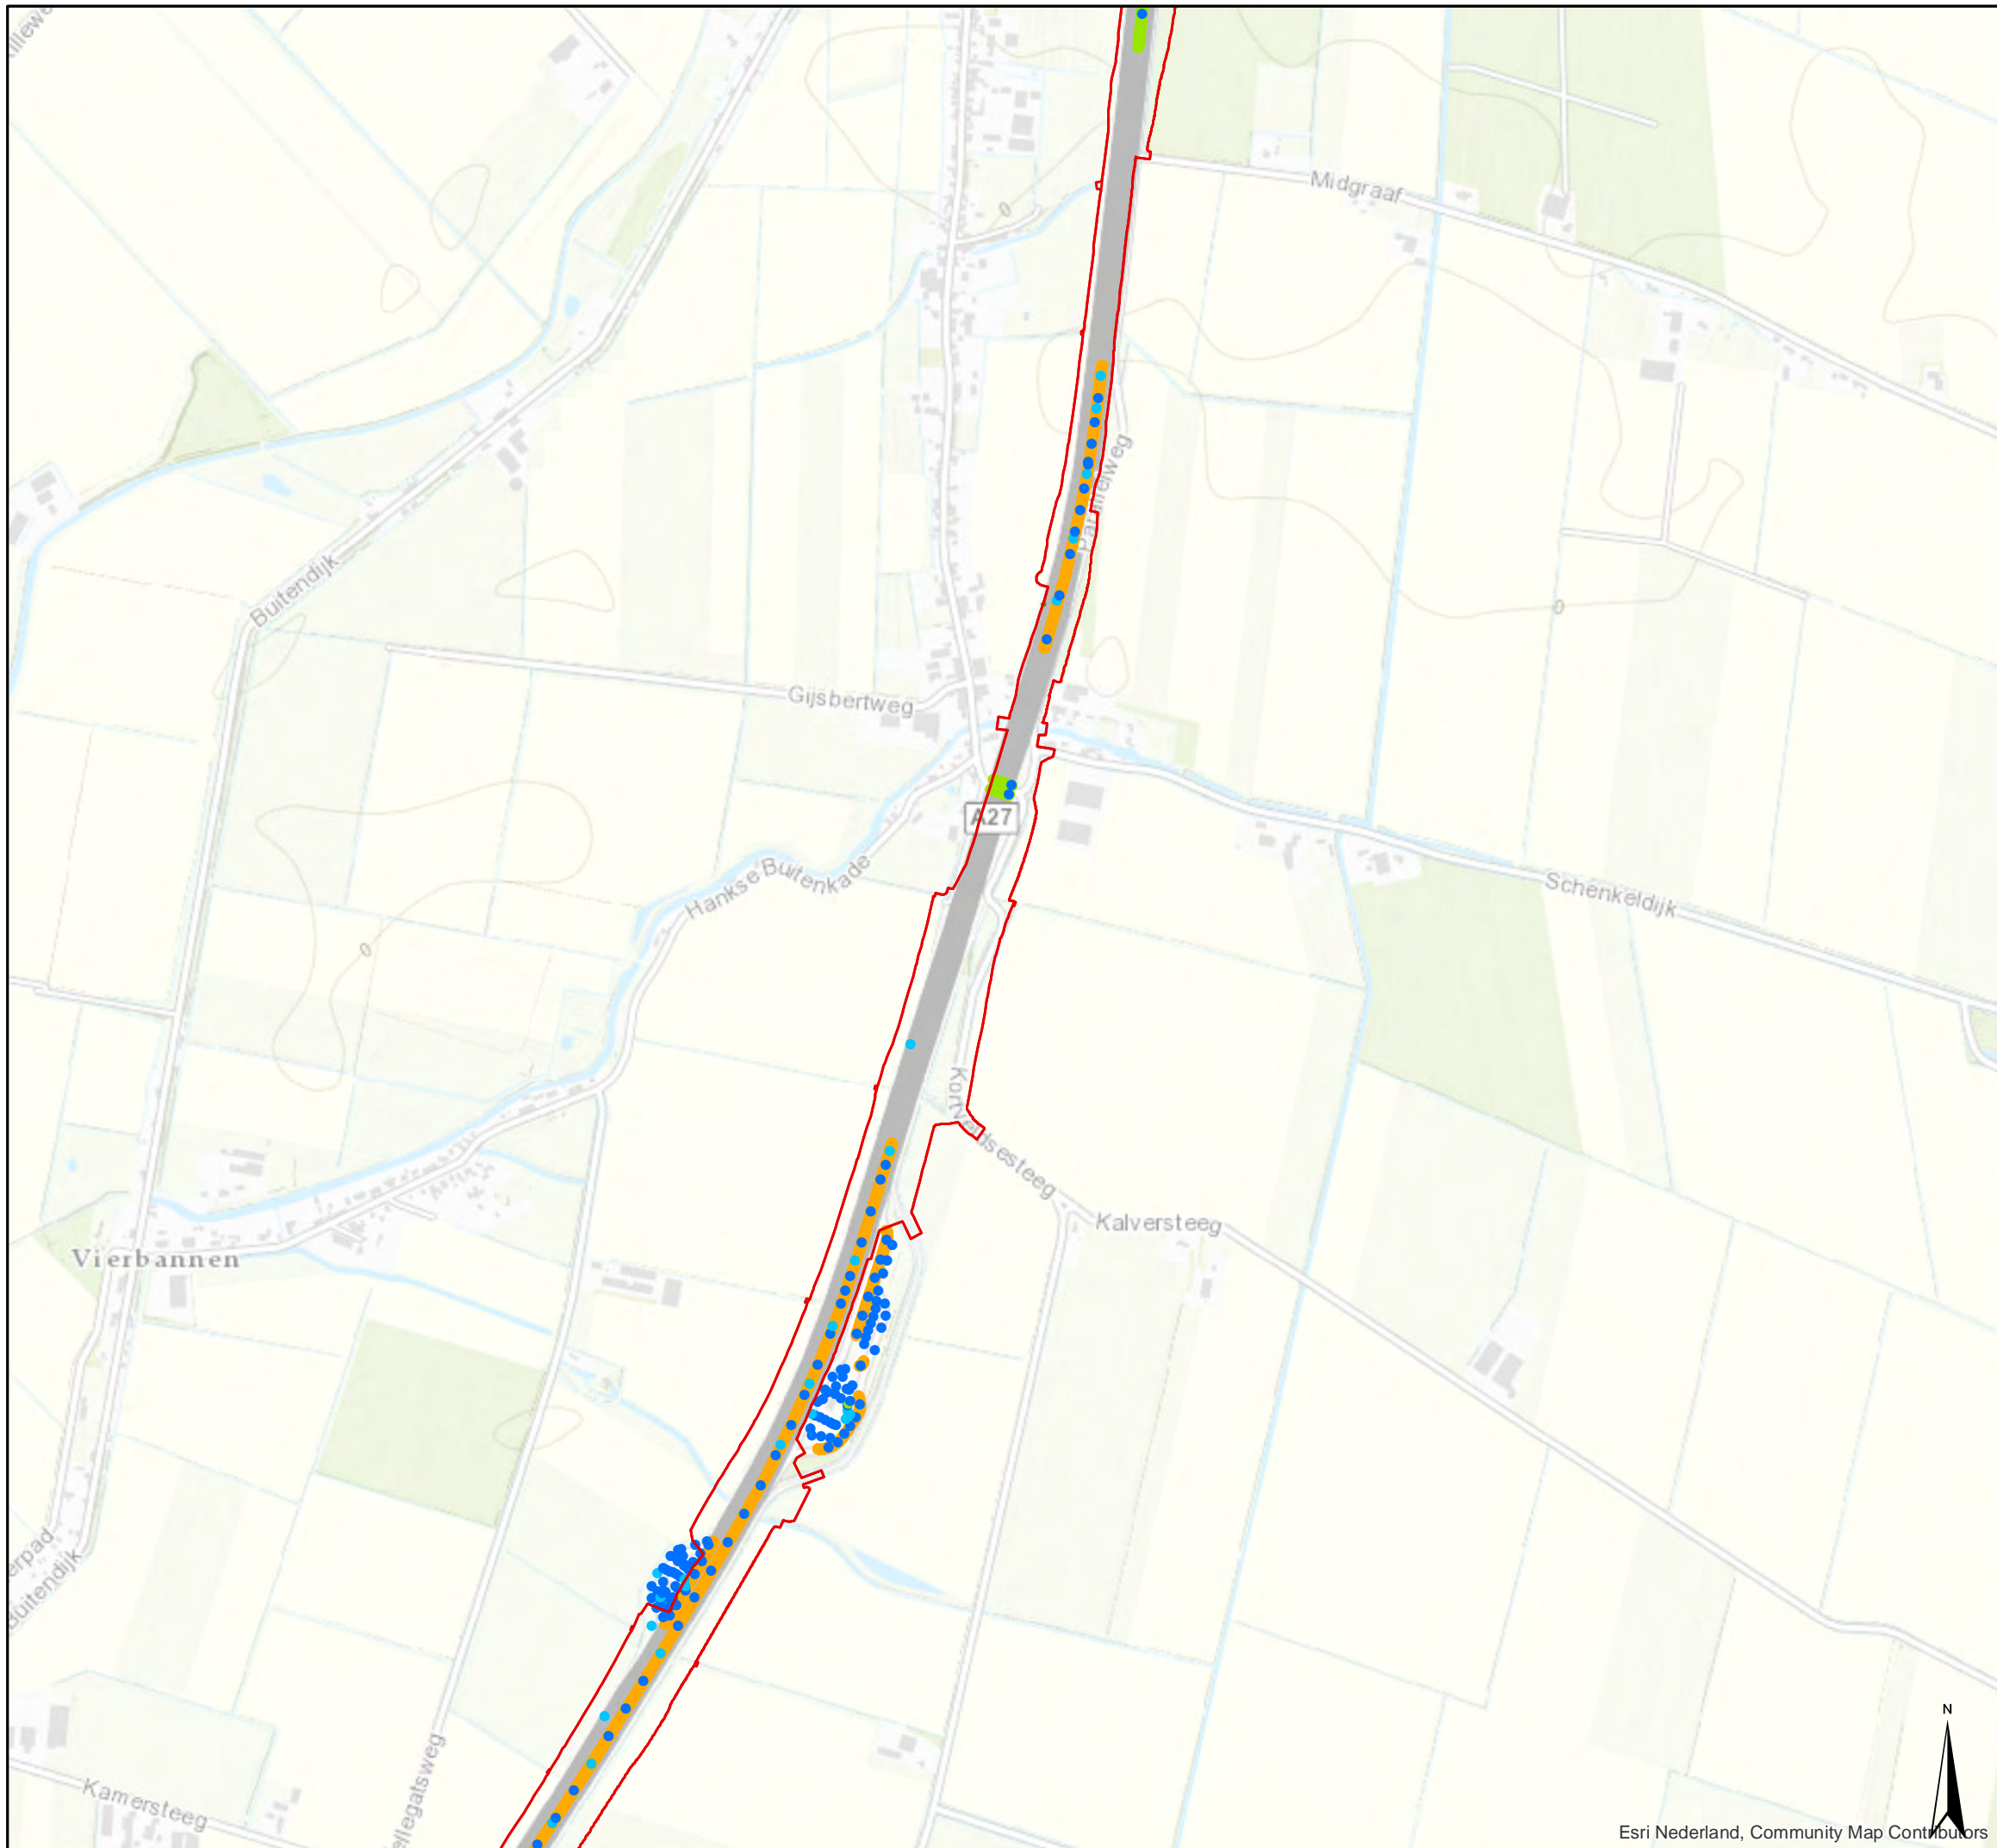 Midgraaf
0
Parallelweg
0
Buitendijk
Gijsbertweg
A27
Hankse Buitenkade
Schenkeldijk
0
Kalversteeg
Vierbannen
Buitendijk
Kamersteeg
N
Esri Nederland, Community Map Contributors